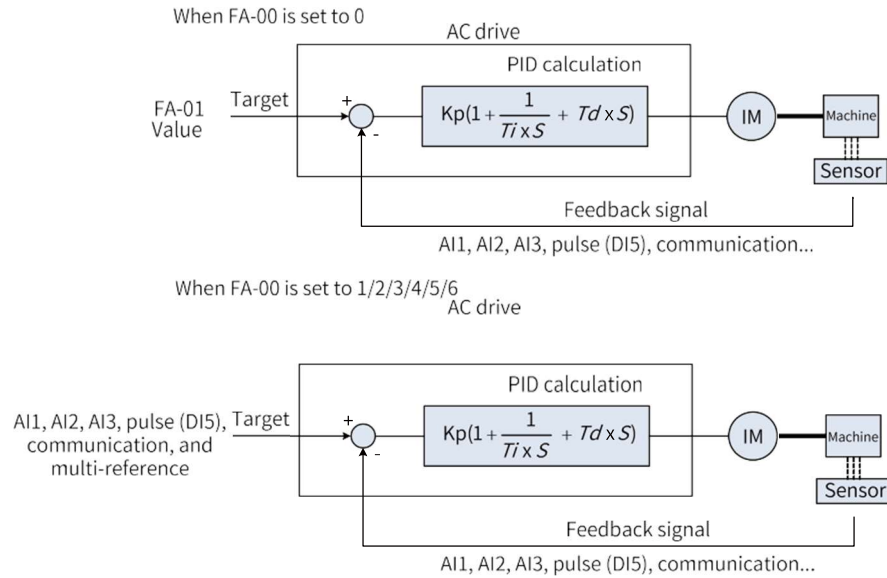 When FA-00 is set to 0
AC drive
PID calculation
FA-01
Value
Target
+
-
Kp(1+ 1/(Ti x S) + Td x S)
IM
Machine
Sensor
Feedback signal
AI1, AI2, AI3, pulse (DI5), communication...
When FA-00 is set to 1/2/3/4/5/6
AC drive
PID calculation
AI1, AI2, AI3, pulse (DI5),
communication, and
multi-reference
Target
+
-
Kp(1+ 1/(Ti x S) + Td x S)
IM
Machine
Sensor
Feedback signal
AI1, AI2, AI3, pulse (DI5), communication...